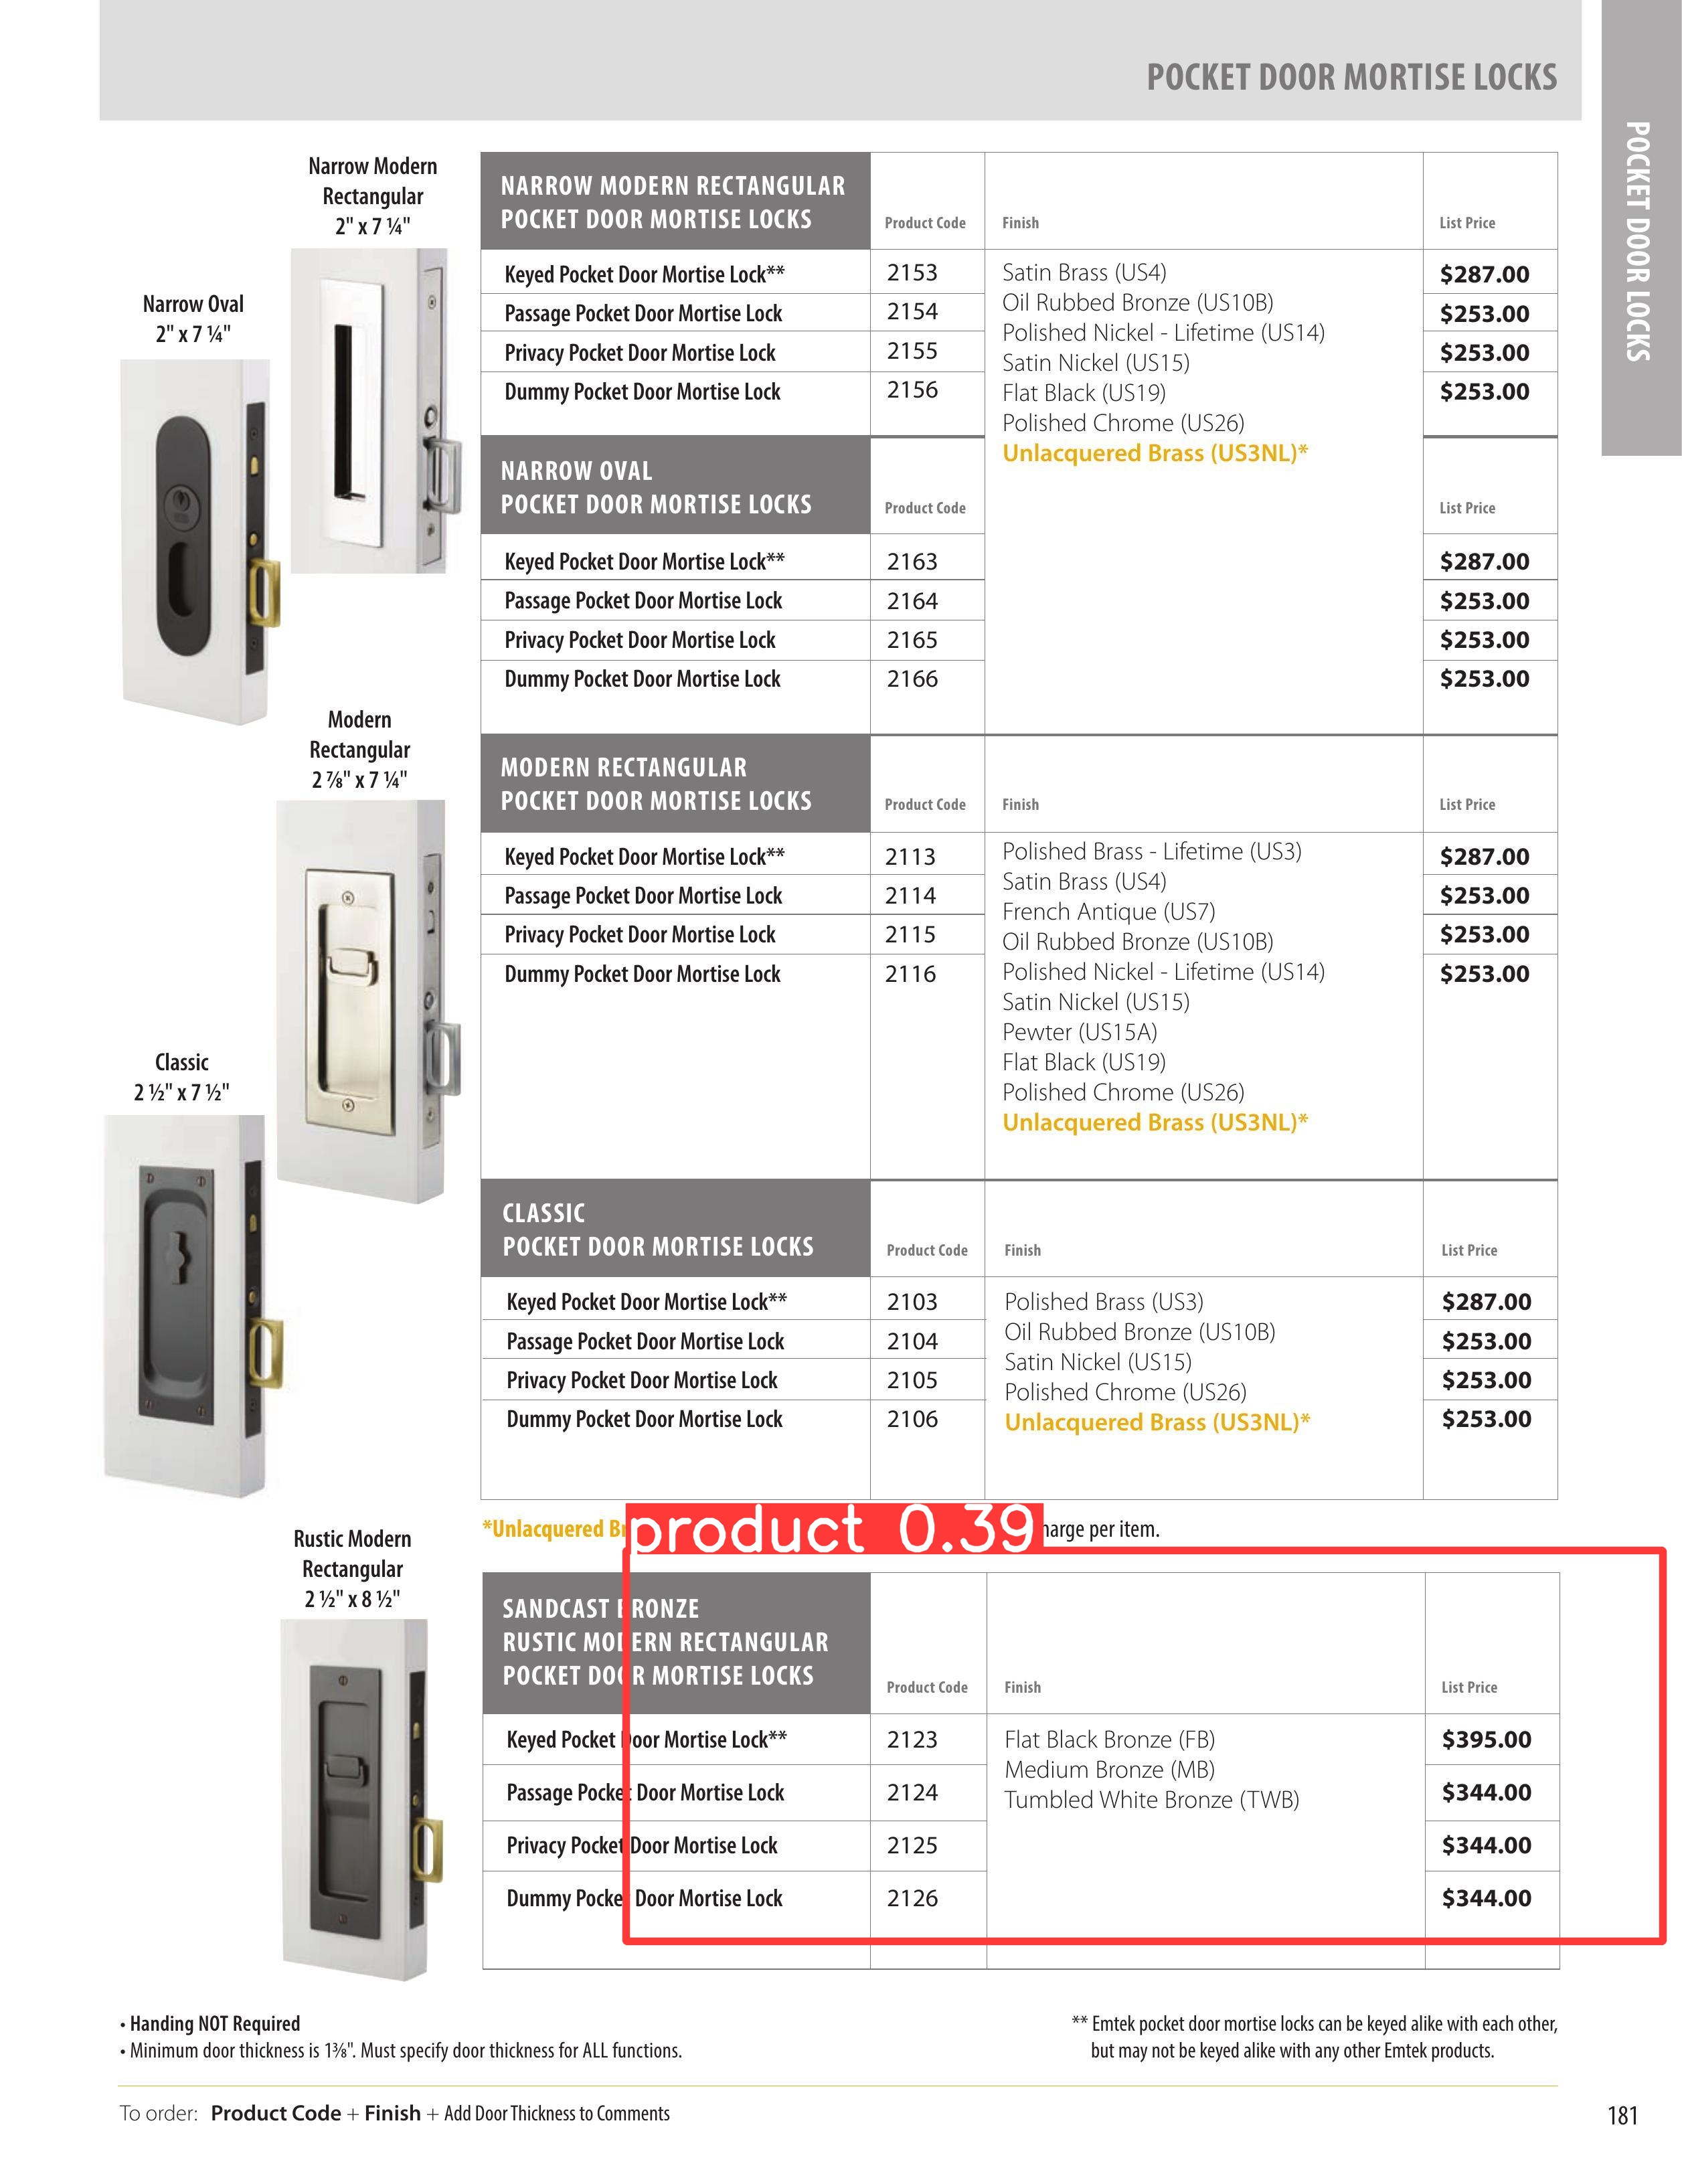 POCKET DOOR MORTISE LOCKS
POCKET DOOR LOCKS
Narrow Modern
Rectangular
2" x 7 ¼"
Narrow Oval
2" x 7 ¼"
NARROW MODERN RECTANGULAR
POCKET DOOR MORTISE LOCKS
Product Code
Finish
List Price
Keyed Pocket Door Mortise Lock** 2153 $287.00
Passage Pocket Door Mortise Lock 2154 $253.00
Privacy Pocket Door Mortise Lock 2155 $253.00
Dummy Pocket Door Mortise Lock 2156 $253.00
Satin Brass (US4)
Oil Rubbed Bronze (US10B)
Polished Nickel - Lifetime (US14)
Satin Nickel (US15)
Flat Black (US19)
Polished Chrome (US26)
Unlacquered Brass (US3NL)*
NARROW OVAL
POCKET DOOR MORTISE LOCKS
Product Code
List Price
Keyed Pocket Door Mortise Lock** 2163 $287.00
Passage Pocket Door Mortise Lock 2164 $253.00
Privacy Pocket Door Mortise Lock 2165 $253.00
Dummy Pocket Door Mortise Lock 2166 $253.00
Modern
Rectangular
2 ⅞" x 7 ¼"
MODERN RECTANGULAR
POCKET DOOR MORTISE LOCKS
Product Code
Finish
List Price
Keyed Pocket Door Mortise Lock** 2113 $287.00
Passage Pocket Door Mortise Lock 2114 $253.00
Privacy Pocket Door Mortise Lock 2115 $253.00
Dummy Pocket Door Mortise Lock 2116 $253.00
Polished Brass - Lifetime (US3)
Satin Brass (US4)
French Antique (US7)
Oil Rubbed Bronze (US10B)
Polished Nickel - Lifetime (US14)
Satin Nickel (US15)
Pewter (US15A)
Flat Black (US19)
Polished Chrome (US26)
Unlacquered Brass (US3NL)*
Classic
2 ½" x 7 ½"
CLASSIC
POCKET DOOR MORTISE LOCKS
Product Code
Finish
List Price
Keyed Pocket Door Mortise Lock** 2103 $287.00
Passage Pocket Door Mortise Lock 2104 $253.00
Privacy Pocket Door Mortise Lock 2105 $253.00
Dummy Pocket Door Mortise Lock 2106 $253.00
Polished Brass (US3)
Oil Rubbed Bronze (US10B)
Satin Nickel (US15)
Polished Chrome (US26)
Unlacquered Brass (US3NL)*
*Unlacquered
product 0.39
per item.
Rustic Modern
Rectangular
2 ½" x 8 ½"
SANDCAST BRONZE
RUSTIC MODERN RECTANGULAR
POCKET DOOR MORTISE LOCKS
Product Code
Finish
List Price
Keyed Pocket Door Mortise Lock** 2123 $395.00
Passage Pocket Door Mortise Lock 2124 $344.00
Privacy Pocket Door Mortise Lock 2125 $344.00
Dummy Pocket Door Mortise Lock 2126 $344.00
Flat Black Bronze (FB)
Medium Bronze (MB)
Tumbled White Bronze (TWB)
• Handing NOT Required
• Minimum door thickness is 1⅜". Must specify door thickness for ALL functions.
** Emtek pocket door mortise locks can be keyed alike with each other,
but may not be keyed alike with any other Emtek products.
To order: Product Code + Finish + Add Door Thickness to Comments
181